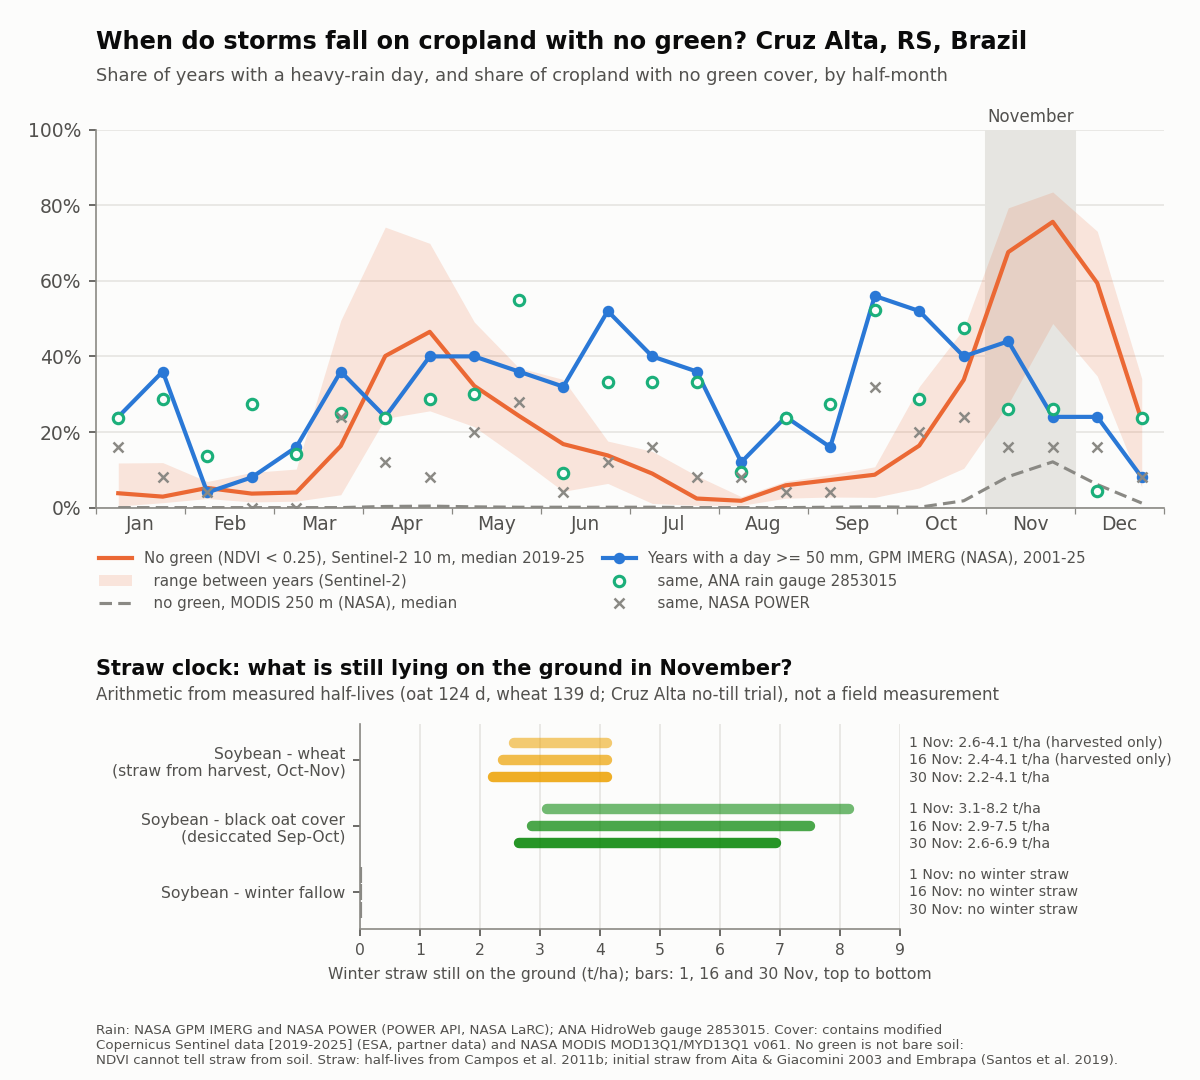 When do storms fall on cropland with no green? Cruz Alta, RS, Brazil
Share of years with a heavy-rain day, and share of cropland with no green cover, by half-month
November
100%
80%
60%
40%
20%
0%
Jan Feb Mar Apr May Jun Jul Aug Sep Oct Nov Dec
No green (NDVI < 0.25), Sentinel-2 10 m, median 2019-25
range between years (Sentinel-2)
no green, MODIS 250 m (NASA), median
Years with a day >= 50 mm, GPM IMERG (NASA), 2001-25
same, ANA rain gauge 2853015
same, NASA POWER
Straw clock: what is still lying on the ground in November?
Arithmetic from measured half-lives (oat 124 d, wheat 139 d; Cruz Alta no-till trial), not a field measurement
Soybean - wheat
(straw from harvest, Oct-Nov)
1 Nov: 2.6-4.1 t/ha (harvested only)
16 Nov: 2.4-4.1 t/ha (harvested only)
30 Nov: 2.2-4.1 t/ha
Soybean - black oat cover
(desiccated Sep-Oct)
1 Nov: 3.1-8.2 t/ha
16 Nov: 2.9-7.5 t/ha
30 Nov: 2.6-6.9 t/ha
Soybean - winter fallow
1 Nov: no winter straw
16 Nov: no winter straw
30 Nov: no winter straw
0 1 2 3 4 5 6 7 8 9
Winter straw still on the ground (t/ha); bars: 1, 16 and 30 Nov, top to bottom
Rain: NASA GPM IMERG and NASA POWER (POWER API, NASA LaRC); ANA HidroWeb gauge 2853015. Cover: contains modified
Copernicus Sentinel data [2019-2025] (ESA, partner data) and NASA MODIS MOD13Q1/MYD13Q1 v061. No green is not bare soil:
NDVI cannot tell straw from soil. Straw: half-lives from Campos et al. 2011b; initial straw from Aita & Giacomini 2003 and Embrapa (Santos et al. 2019).